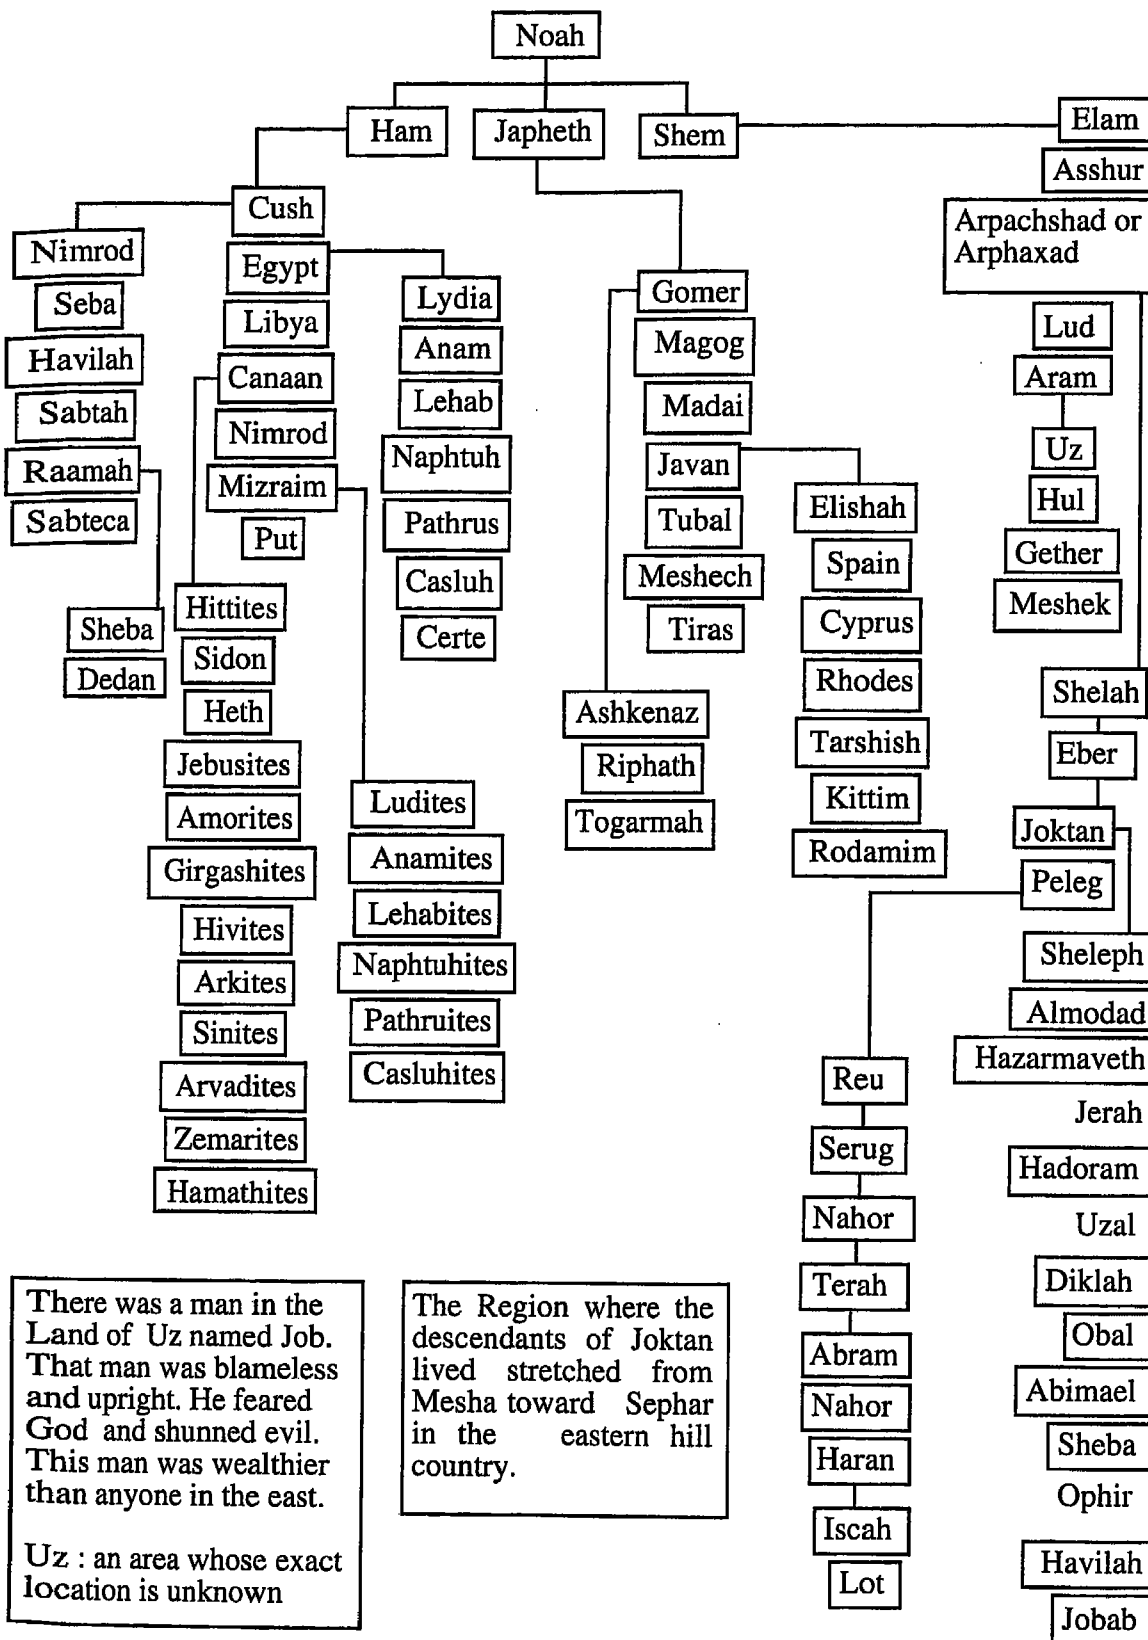 Noah
Ham
Japheth
Shem
Elam
Asshur
Arpachshad or
Arphaxad
Lud
Aram
Uz
Hul
Gether
Meshek
Shelah
Eber
Joktan
Peleg
Sheleph
Almodad
Hazarmaveth
Jerah
Hadoram
Uzal
Diklah
Obal
Abimael
Sheba
Ophir
Havilah
Jobab
Cush
Egypt
Libya
Canaan
Nimrod
Mizraim
Put
Nimrod
Seba
Havilah
Sabtah
Raamah
Sabteca
Sheba
Dedan
Lydia
Anam
Lehab
Naphtuh
Pathrus
Casluh
Certe
Hittites
Sidon
Heth
Jebusites
Amorites
Girgashites
Hivites
Arkites
Sinites
Arvadites
Zemarites
Hamathites
Ludites
Anamites
Lehabites
Naphtuhites
Pathruites
Casluhites
Gomer
Magog
Madai
Javan
Tubal
Meshech
Tiras
Ashkenaz
Riphath
Togarmah
Elishah
Spain
Cyprus
Rhodes
Tarshish
Kittim
Rodamim
Reu
Serug
Nahor
Terah
Abram
Nahor
Haran
Iscah
Lot
There was a man in the
Land of Uz named Job.
That man was blameless
and upright. He feared
God and shunned evil.
This man was wealthier
than anyone in the east.
Uz : an area whose exact
location is unknown
The Region where the
descendants of Joktan
lived stretched from
Mesha toward Sephar
in the eastern hill
country.